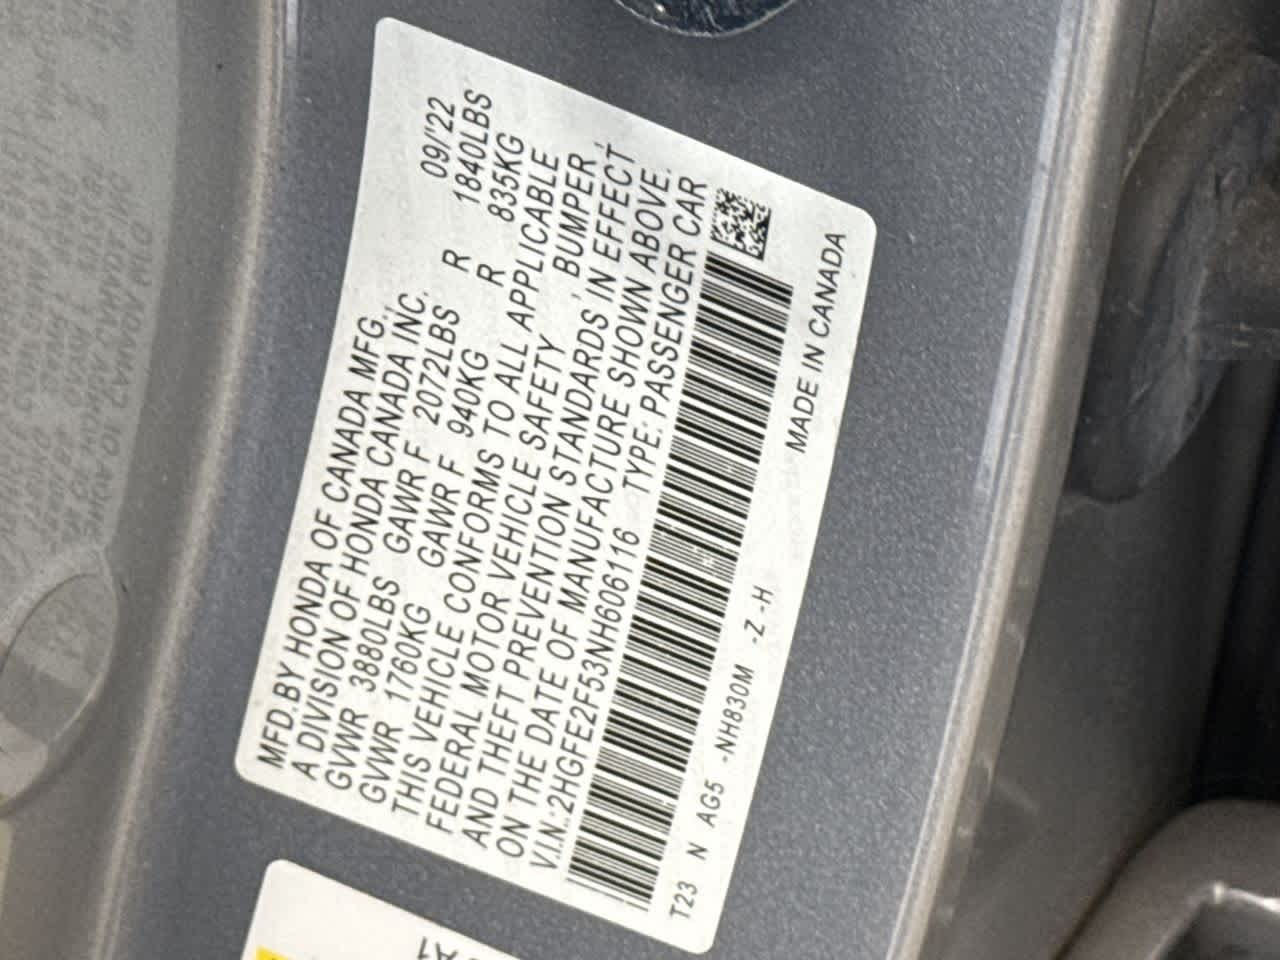 MFD.BY HONDA OF CANADA MFG.,
A DIVISION OF HONDA CANADA INC. 09/'22
GVWR 3880LBS GAWR F 2072LBS R 1840LBS
GVWR 1760KG GAWR F 940KG R 835KG
THIS VEHICLE CONFORMS TO ALL APPLICABLE
FEDERAL MOTOR VEHICLE SAFETY, BUMPER,
AND THEFT PREVENTION STANDARDS IN EFFECT
ON THE DATE OF MANUFACTURE SHOWN ABOVE.
V.I.N.:2HGFE2F53NH606116 TYPE:PASSENGER CAR
T23 N AG5 -NH830M -Z -H MADE IN CANADA
A1